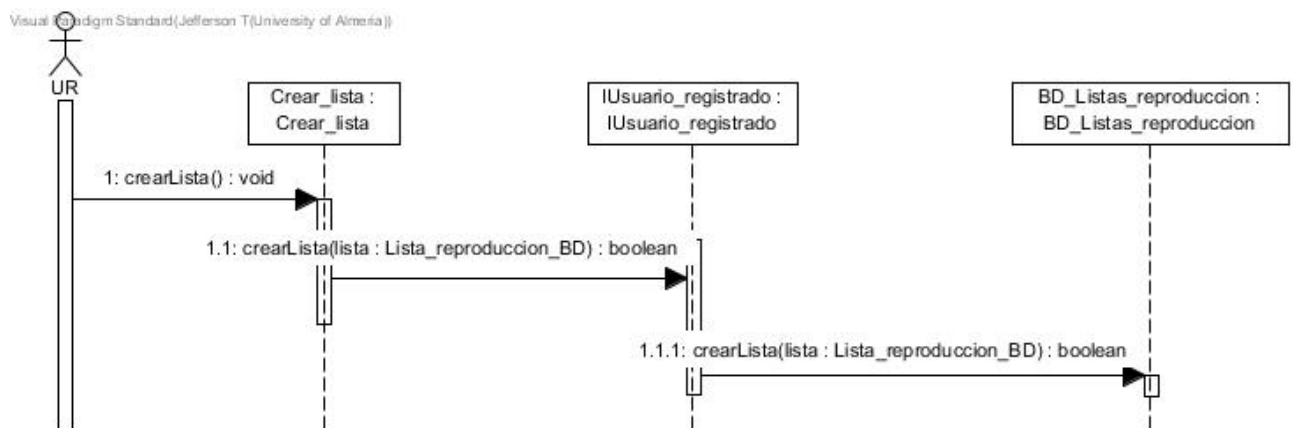 Visual Paradigm Standard(Jefferson T(University of Almeria))
UR
Crear_lista :
Crear_lista
IUsuario_registrado :
IUsuario_registrado
BD_Listas_reproduccion :
BD_Listas_reproduccion
1: crearLista() : void
1.1: crearLista(lista : Lista_reproduccion_BD) : boolean
1.1.1: crearLista(lista : Lista_reproduccion_BD) : boolean